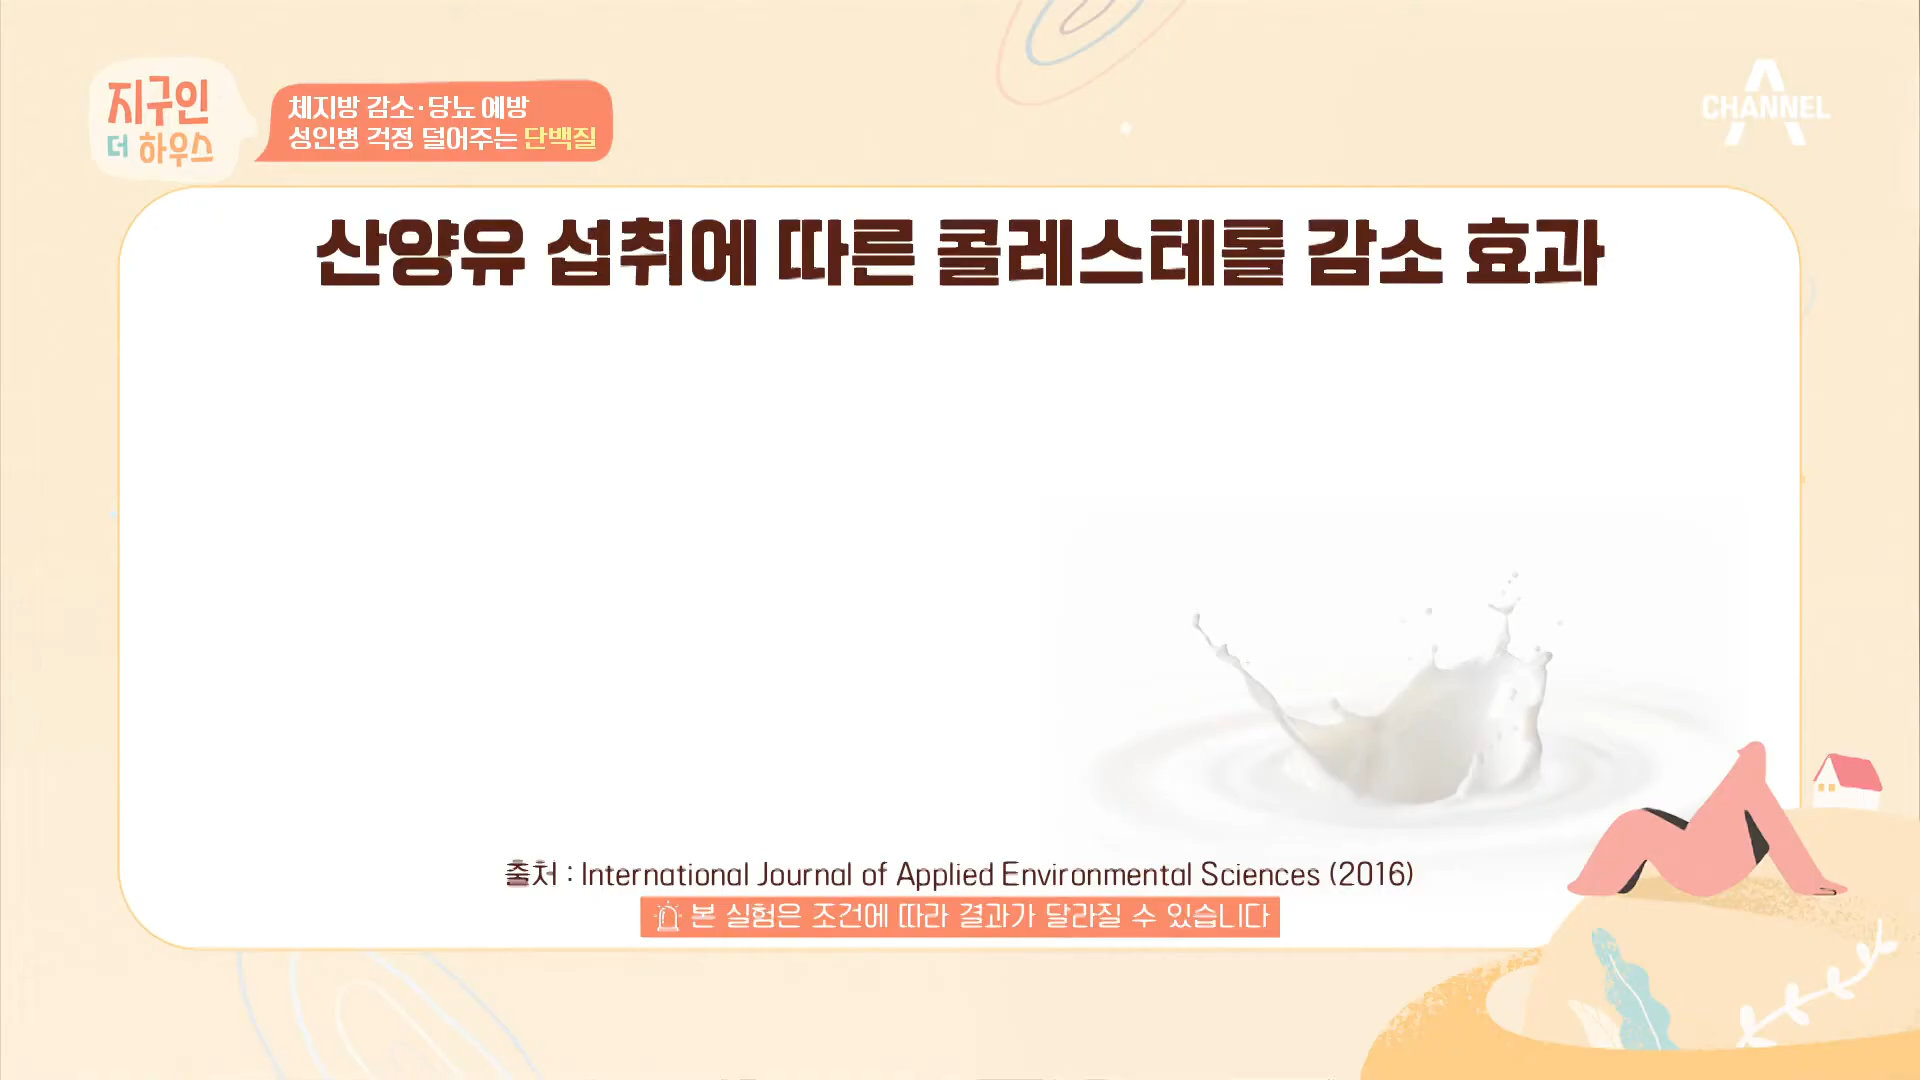 지구인
더 하우스
체지방 감소·당뇨 예방
성인병 걱정 덜어주는 단백질
CHANNEL A
산양유 섭취에 따른 콜레스테롤 감소 효과
출처 : International Journal of Applied Environmental Sciences (2016)
본 실험은 조건에 따라 결과가 달라질 수 있습니다